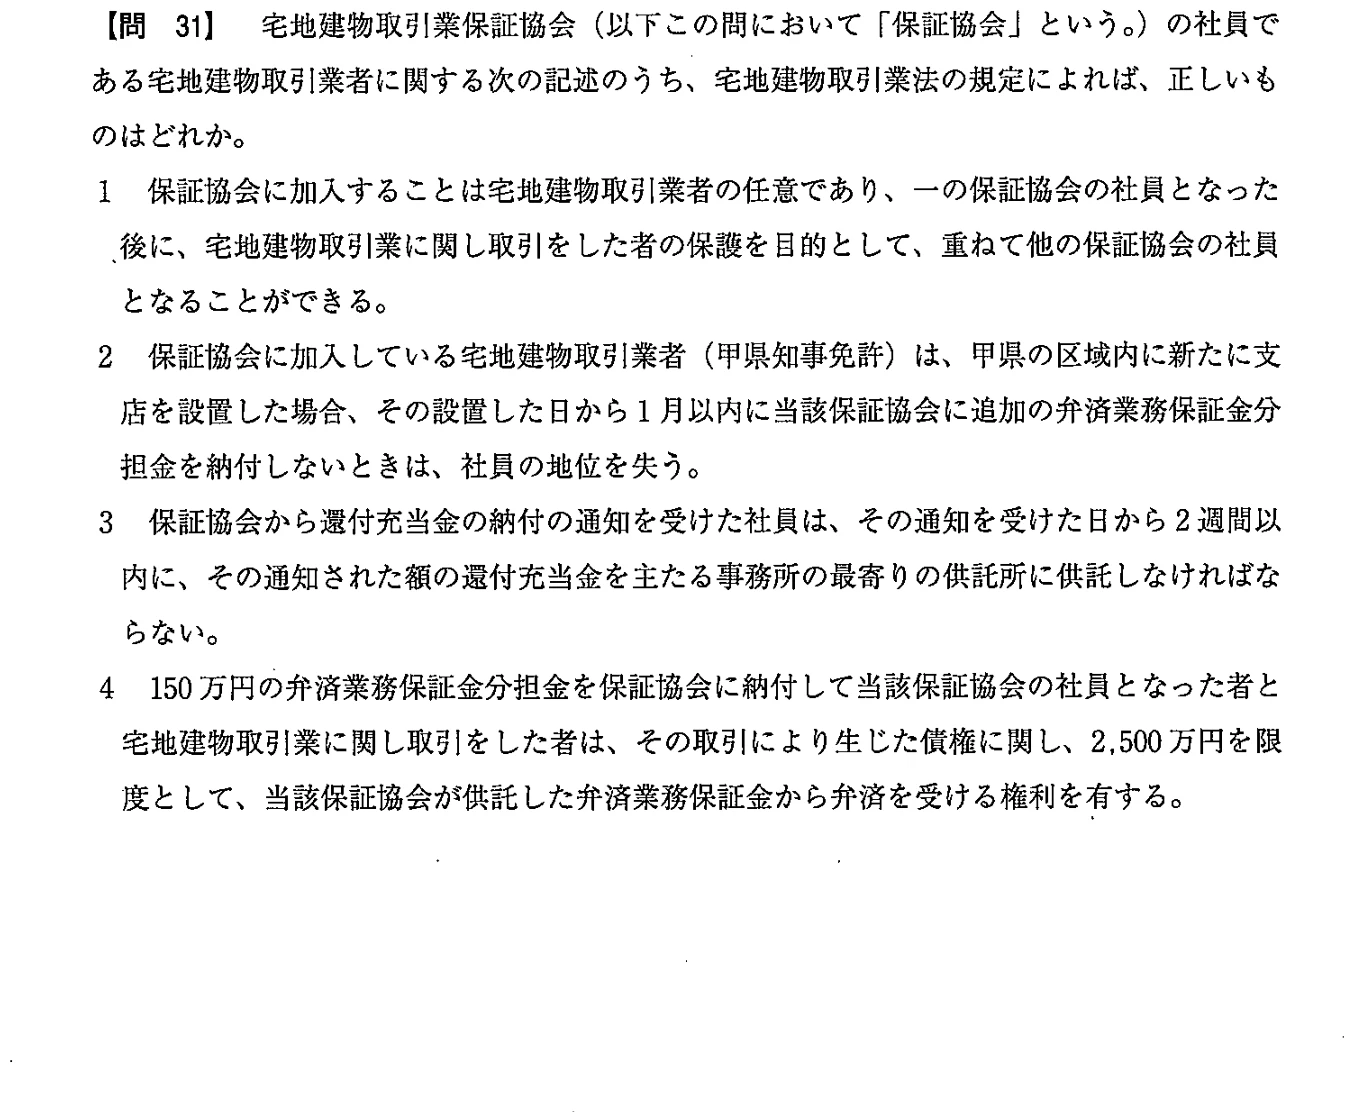 【問　31】　宅地建物取引業保証協会（以下この問において「保証協会」という。）の社員で
ある宅地建物取引業者に関する次の記述のうち、宅地建物取引業法の規定によれば、正しいも
のはどれか。
1　保証協会に加入することは宅地建物取引業者の任意であり、一の保証協会の社員となった
後に、宅地建物取引業に関し取引をした者の保護を目的として、重ねて他の保証協会の社員
となることができる。
2　保証協会に加入している宅地建物取引業者（甲県知事免許）は、甲県の区域内に新たに支
店を設置した場合、その設置した日から1月以内に当該保証協会に追加の弁済業務保証金分
担金を納付しないときは、社員の地位を失う。
3　保証協会から還付充当金の納付の通知を受けた社員は、その通知を受けた日から2週間以
内に、その通知された額の還付充当金を主たる事務所の最寄りの供託所に供託しなければな
らない。
4　150万円の弁済業務保証金分担金を保証協会に納付して当該保証協会の社員となった者と
宅地建物取引業に関し取引をした者は、その取引により生じた債権に関し、2,500万円を限
度として、当該保証協会が供託した弁済業務保証金から弁済を受ける権利を有する。